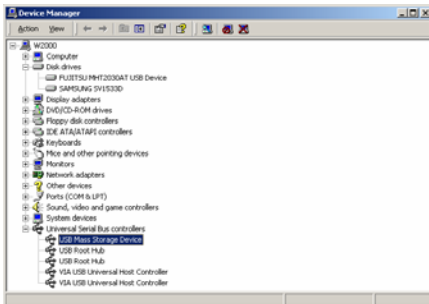 Device Manager
Action View
W2000
Computer
Disk drives
FUJITSU MHT2030AT USB Device
SAMSUNG SV1533D
Display adapters
DVD/CD-ROM drives
Floppy disk controllers
IDE ATA/ATAPI controllers
Keyboards
Mice and other pointing devices
Monitors
Network adapters
Other devices
Ports (COM & LPT)
Sound, video and game controllers
System devices
Universal Serial Bus controllers
USB Mass Storage Device
USB Root Hub
USB Root Hub
VIA USB Universal Host Controller
VIA USB Universal Host Controller